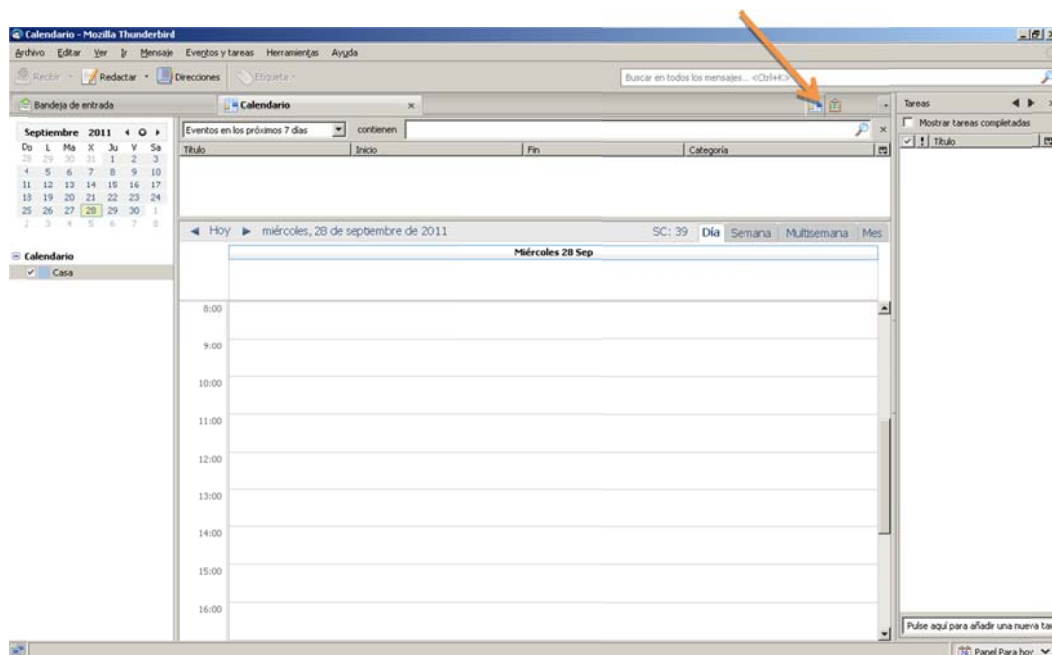 Calendario - Mozilla Thunderbird
Archivo Editar Ver Ir Mensaje Eventos y tareas Herramientas Ayuda
Recibir Redactar Direcciones Etiqueta Buscar en todos los mensajes... <Ctrl+K>
Bandeja de entrada Calendario Tareas
Mostrar tareas completadas
Título
Septiembre 2011
Do L Ma X Ju V Sa
28 29 30 31 1 2 3
4 5 6 7 8 9 10
11 12 13 14 15 16 17
18 19 20 21 22 23 24
25 26 27 28 29 30 1
2 3 4 5 6 7 8
Calendario
Casa
Eventos en los próximos 7 días contienen
Título Inicio Fin Categoría
Hoy miércoles, 28 de septiembre de 2011 SC: 39 Día Semana Multisemana Mes
Miércoles 28 Sep
8:00
9:00
10:00
11:00
12:00
13:00
14:00
15:00
16:00
Pulse aquí para añadir una nueva tar
Panel Para hoy